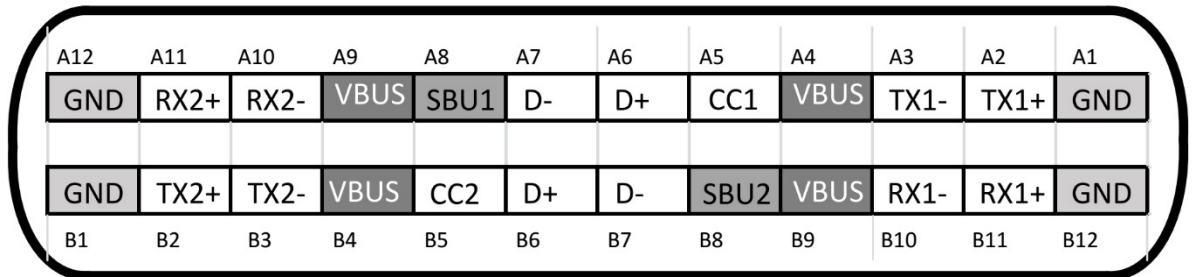 A12 A11 A10 A9 A8 A7 A6 A5 A4 A3 A2 A1
GND RX2+ RX2- VBUS SBU1 D- D+ CC1 VBUS TX1- TX1+ GND
GND TX2+ TX2- VBUS CC2 D+ D- SBU2 VBUS RX1- RX1+ GND
B1 B2 B3 B4 B5 B6 B7 B8 B9 B10 B11 B12